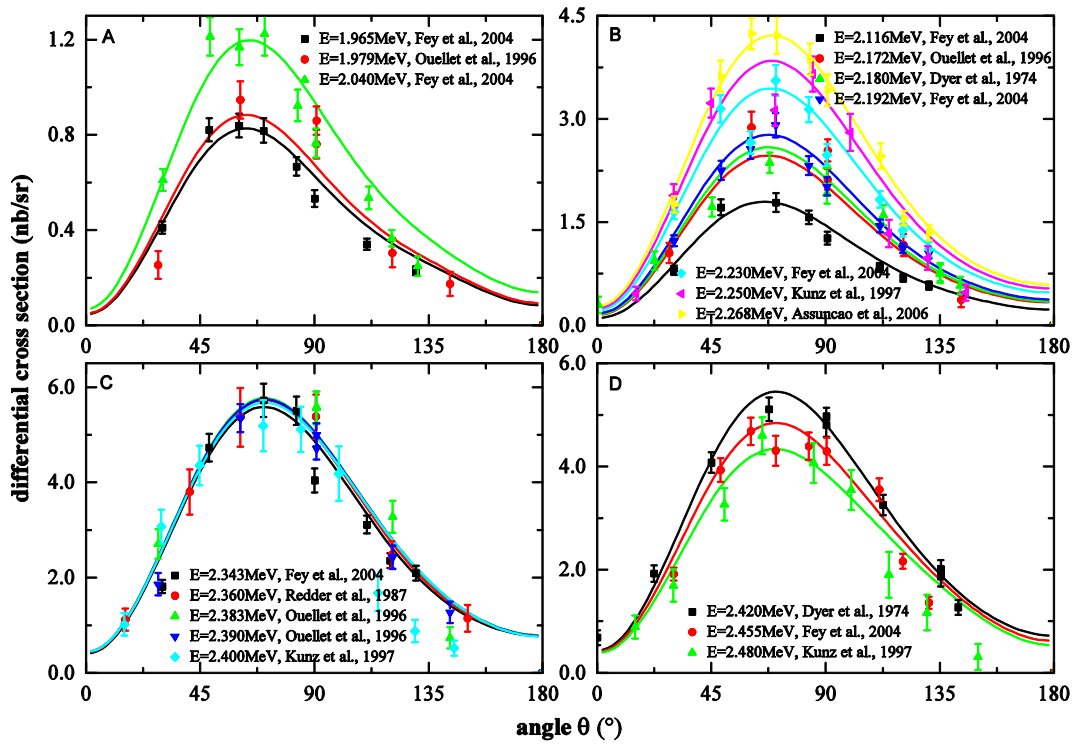 differential cross section (nb/sr)
A
E=1.965MeV, Fey et al., 2004
E=1.979MeV, Ouellet et al., 1996
E=2.040MeV, Fey et al., 2004
1.2
0.8
0.4
0.0
0 45 90 135 180
B
E=2.116MeV, Fey et al., 2004
E=2.172MeV, Ouellet et al., 1996
E=2.180MeV, Dyer et al., 1974
E=2.192MeV, Fey et al., 2004
E=2.230MeV, Fey et al., 2004
E=2.250MeV, Kunz et al., 1997
E=2.268MeV, Assuncao et al., 2006
4.5
3.0
1.5
0.0
0 45 90 135 180
C
E=2.343MeV, Fey et al., 2004
E=2.360MeV, Redder et al., 1987
E=2.383MeV, Ouellet et al., 1996
E=2.390MeV, Ouellet et al., 1996
E=2.400MeV, Kunz et al., 1997
6.0
4.0
2.0
0.0
0 45 90 135 180
D
E=2.420MeV, Dyer et al., 1974
E=2.455MeV, Fey et al., 2004
E=2.480MeV, Kunz et al., 1997
6.0
4.0
2.0
0.0
0 45 90 135 180
angle θ (°)